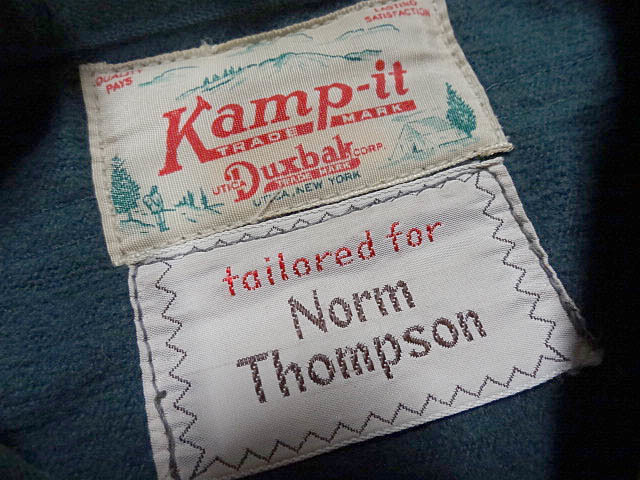 QUALITY
PAYS
LASTING
SATISFACTION
Kamp-it
TRADE MARK
UTICA Duxbak CORP.
TRADE MARK
UTICA, NEW YORK
tailored for
Norm
Thompson